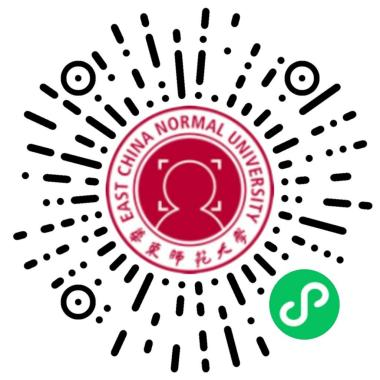 EAST CHINA NORMAL UNIVERSITY
華東師範大學